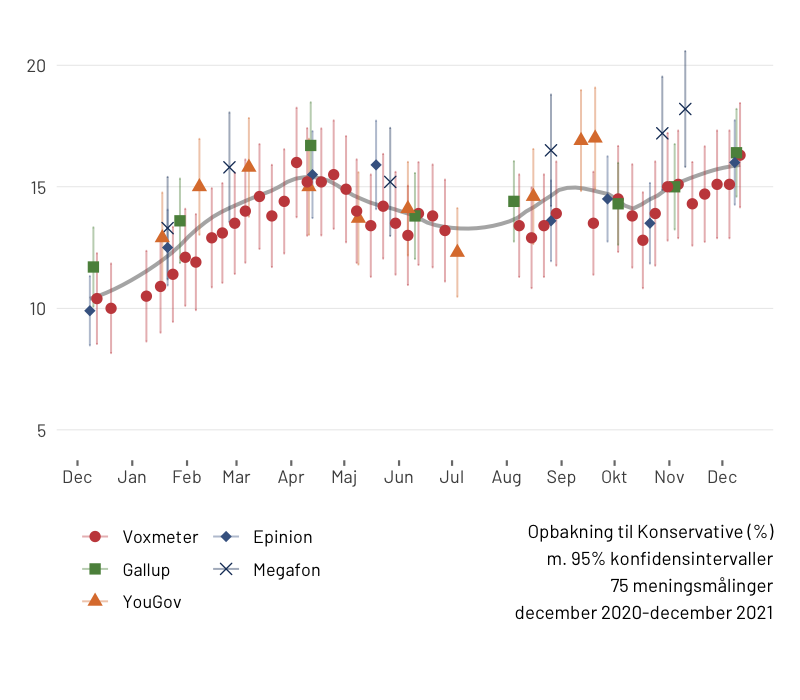 20
15
10
5
Dec Jan Feb Mar Apr Maj Jun Jul Aug Sep Okt Nov Dec
Voxmeter Epinion
Gallup Megafon
YouGov
Opbakning til Konservative (%)
m. 95% konfidensintervaller
75 meningsmålinger
december 2020-december 2021